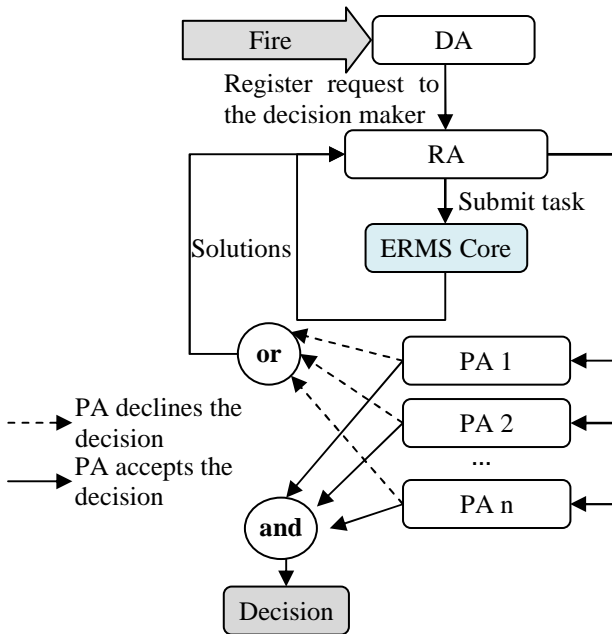 Fire
DA
Register request to
the decision maker
RA
Submit task
Solutions
ERMS Core
or
PA 1
PA declines the
decision
PA 2
...
PA accepts the
decision
PA n
and
Decision